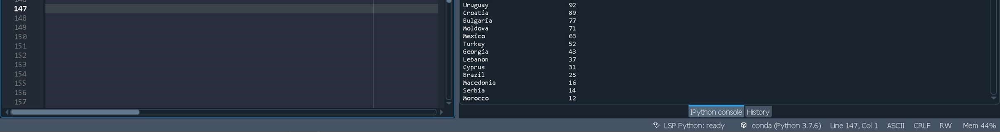 147
148
149
150
151
152
153
154
155
156
157
Uruguay 92
Croatia 89
Bulgaria 77
Moldova 71
Mexico 63
Turkey 52
Georgia 43
Lebanon 37
Cyprus 31
Brazil 25
Macedonia 16
Serbia 14
Morocco 12
IPython console History
LSP Python: ready conda (Python 3.7.6) Line 147, Col 1 ASCII CRLF RW Mem 44%